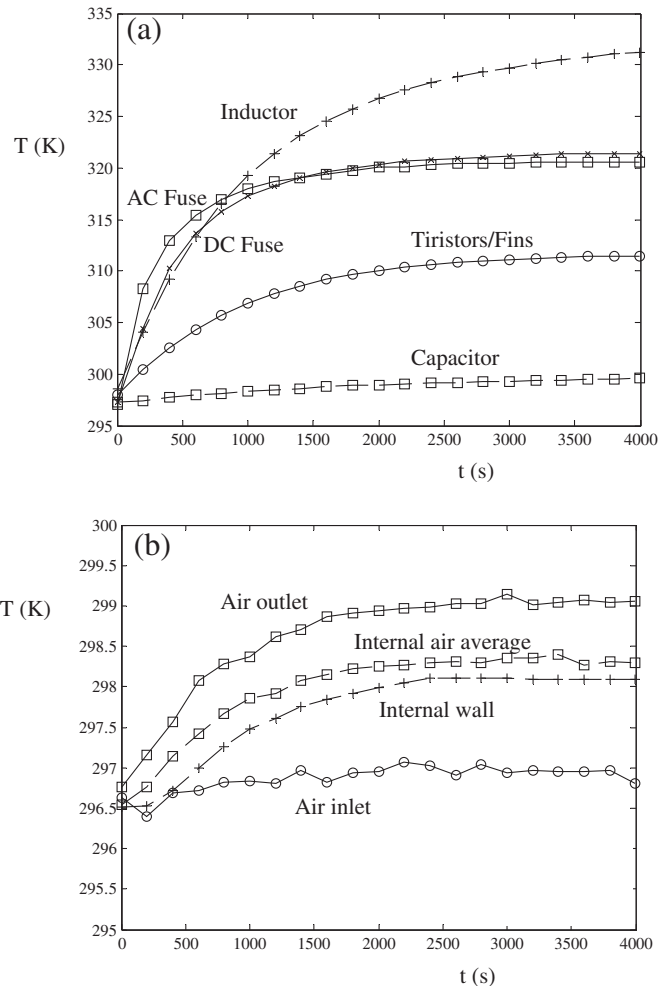 (a)
335
330
325
320
315
310
305
300
295
T (K)
Inductor
AC Fuse
DC Fuse
Tiristors/Fins
Capacitor
0 500 1000 1500 2000 2500 3000 3500 4000
t (s)
(b)
300
299.5
299
298.5
298
297.5
297
296.5
296
295.5
295
T (K)
Air outlet
Internal air average
Internal wall
Air inlet
0 500 1000 1500 2000 2500 3000 3500 4000
t (s)